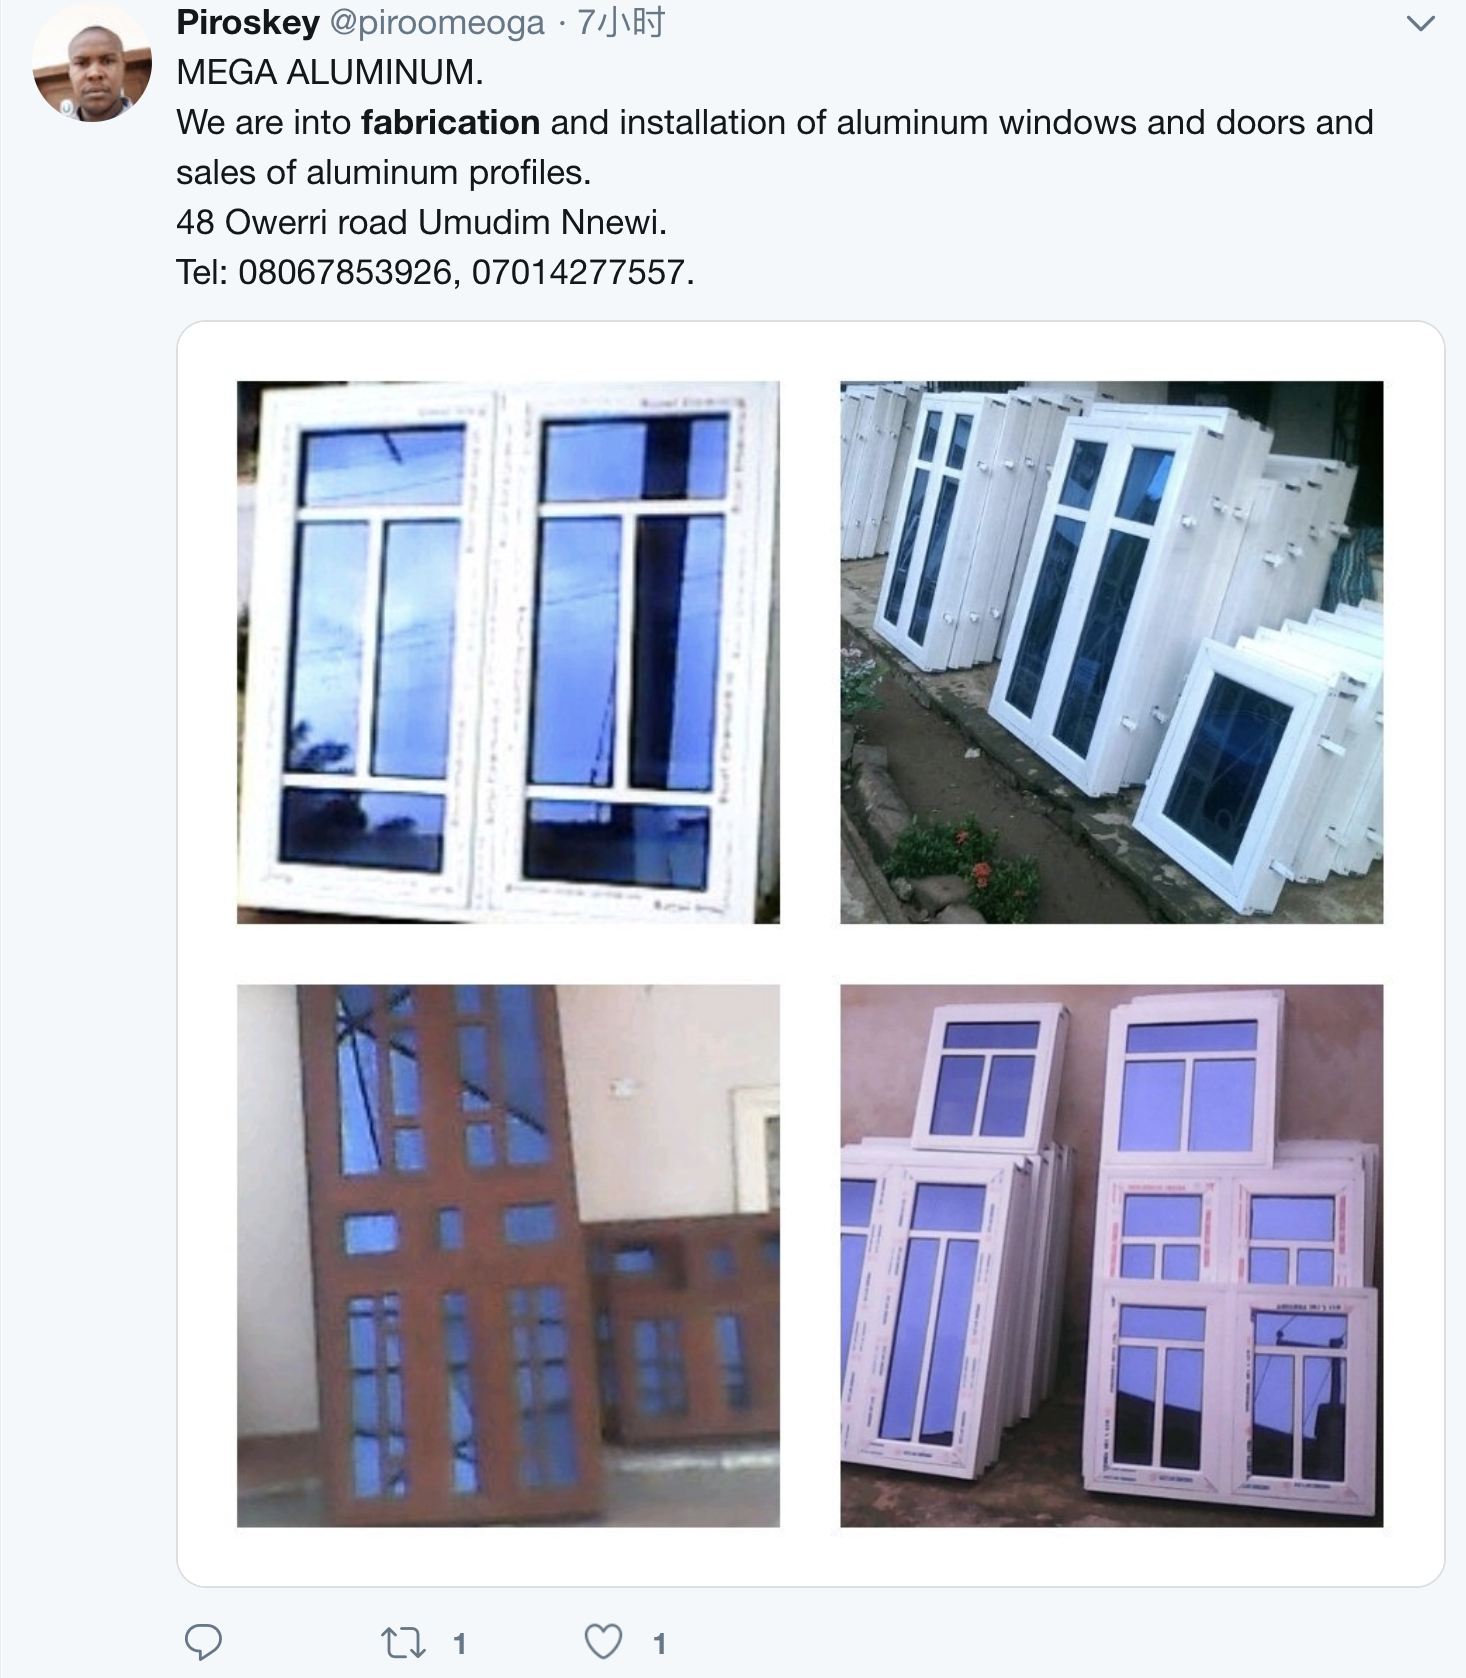 Piroskey @piroomeoga · 7小时
MEGA ALUMINUM.
We are into fabrication and installation of aluminum windows and doors and
sales of aluminum profiles.
48 Owerri road Umudim Nnewi.
Tel: 08067853926, 07014277557.
1 1